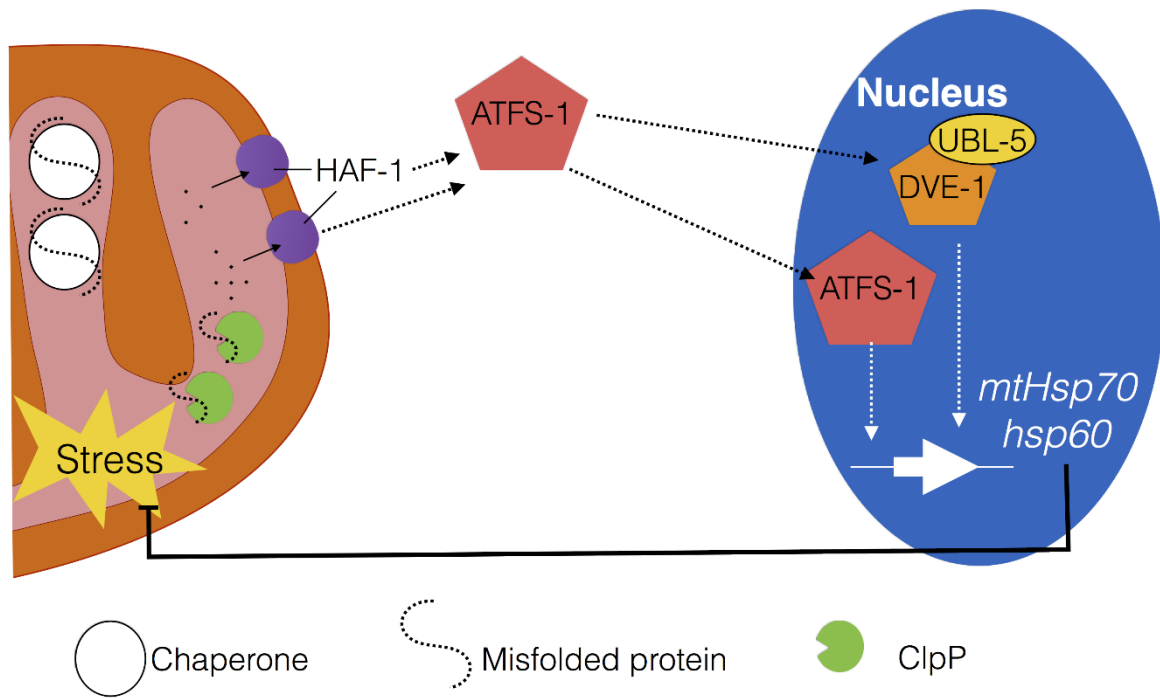 Nucleus
ATFS-1
UBL-5
HAF-1
DVE-1
ATFS-1
mtHsp70
hsp60
Stress
Chaperone
Misfolded protein
ClpP